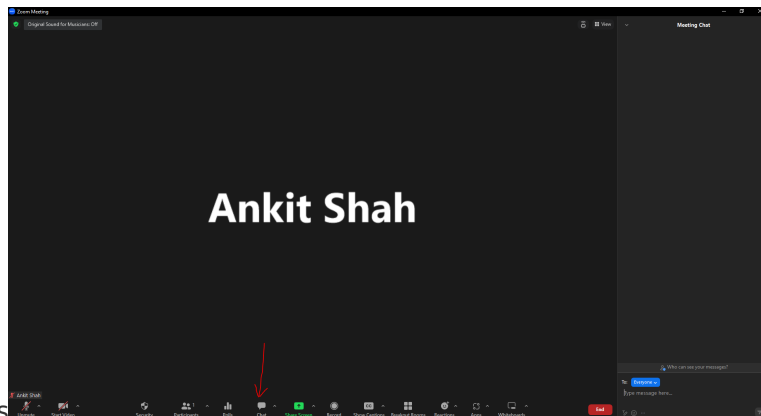 Zoom Meeting
Original Sound for Musicians: Off
View
Meeting Chat
Ankit Shah
Who can see your messages?
To: Everyone
Type message here...
Ankit Shah
Unmute Start Video Security Participants 1 Polls Chat Share Screen Record Show Captions Breakout Rooms Reactions Apps Whiteboards End
s